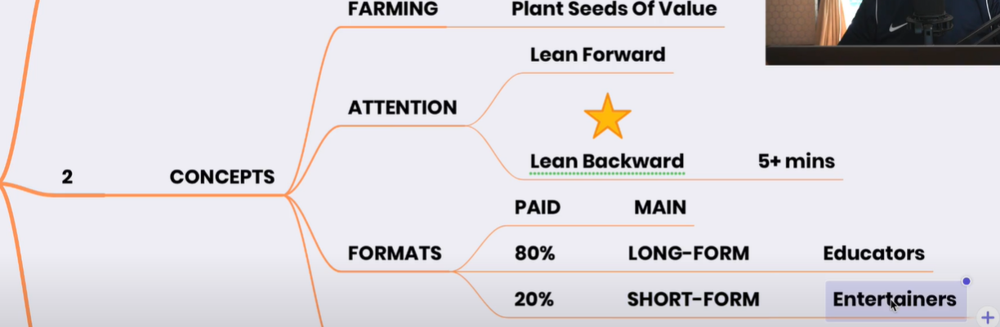 FARMING Plant Seeds Of Value
Lean Forward
ATTENTION
Lean Backward 5+ mins
2 CONCEPTS
PAID MAIN
FORMATS 80% LONG-FORM Educators
20% SHORT-FORM Entertainers